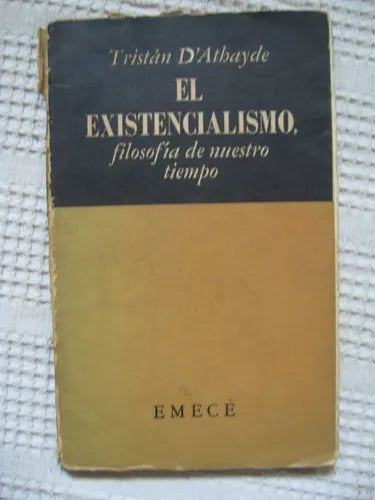 Tristán D'Athayde
EL
EXISTENCIALISMO,
filosofía de nuestro
tiempo
EMECÉ